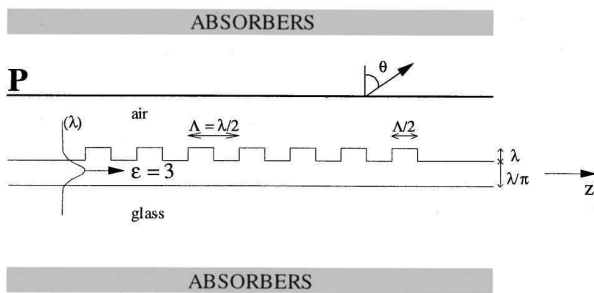 ABSORBERS
θ
P
air
(λ)
Λ = λ/2
Λ/2
λ
ε = 3
λ/π
z
glass
ABSORBERS